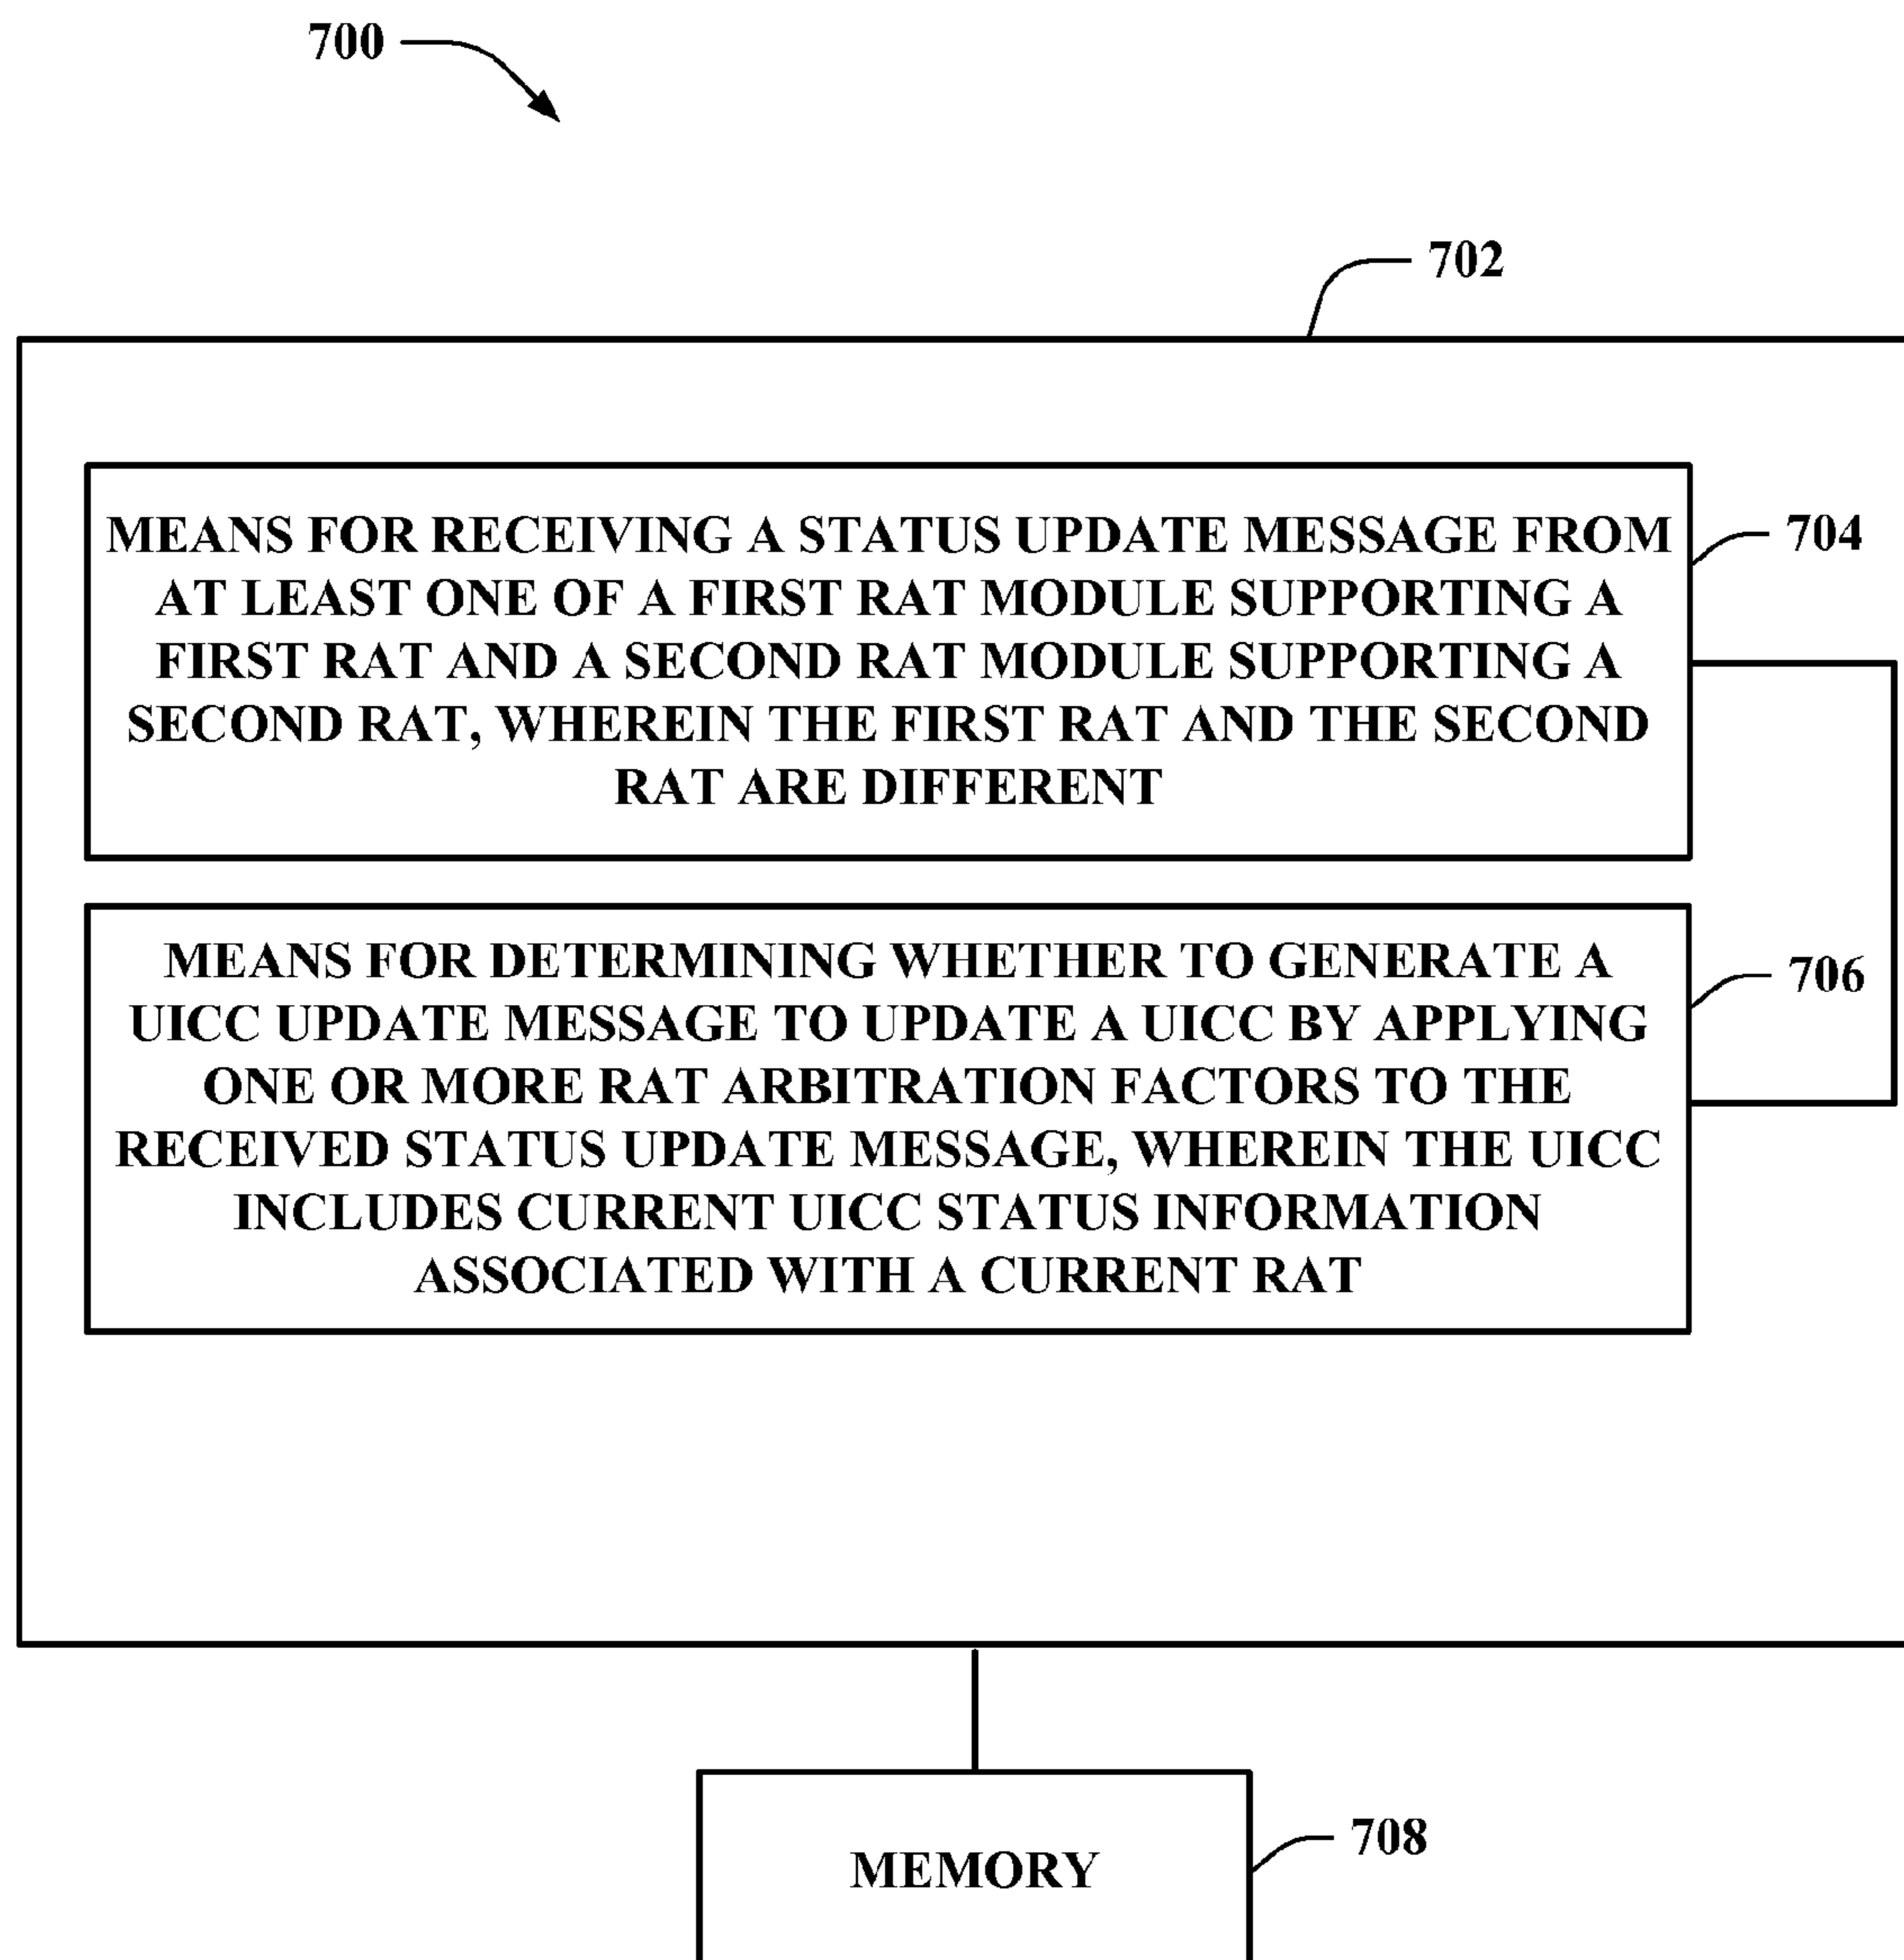 700
702
MEANS FOR RECEIVING A STATUS UPDATE MESSAGE FROM
AT LEAST ONE OF A FIRST RAT MODULE SUPPORTING A
FIRST RAT AND A SECOND RAT MODULE SUPPORTING A
SECOND RAT, WHEREIN THE FIRST RAT AND THE SECOND
RAT ARE DIFFERENT
704
MEANS FOR DETERMINING WHETHER TO GENERATE A
UICC UPDATE MESSAGE TO UPDATE A UICC BY APPLYING
ONE OR MORE RAT ARBITRATION FACTORS TO THE
RECEIVED STATUS UPDATE MESSAGE, WHEREIN THE UICC
INCLUDES CURRENT UICC STATUS INFORMATION
ASSOCIATED WITH A CURRENT RAT
706
MEMORY
708